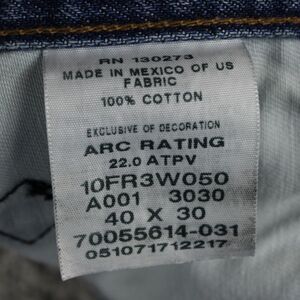 RN 130273
MADE IN MEXICO OF US
FABRIC
100% COTTON
EXCLUSIVE OF DECORATION
ARC RATING
22.0 ATPV
10FR3W050
A001 3030
40 X 30
70055614-031
051071712217